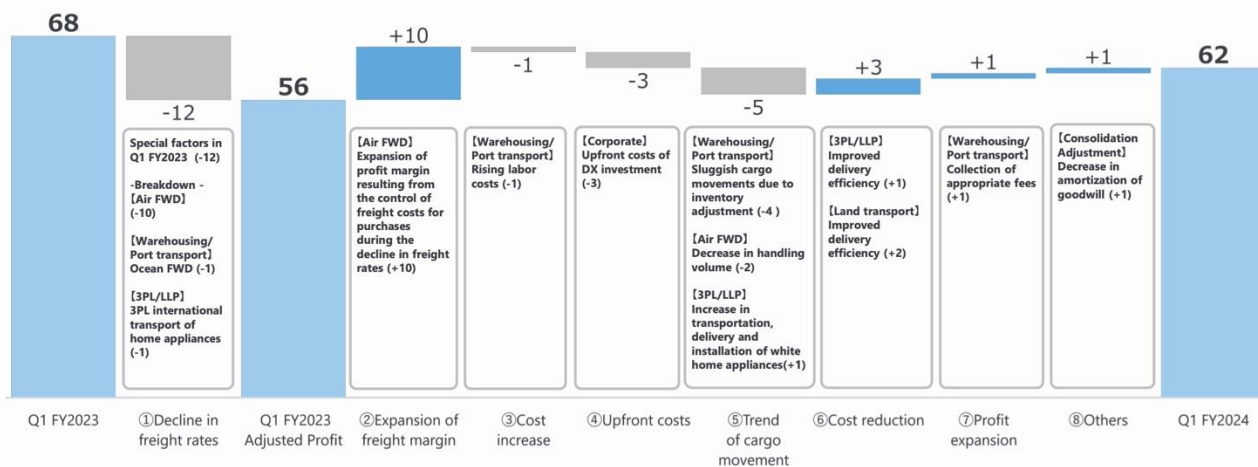 68
-12
56
+10
-1
-3
-5
+3
+1
+1
62
Special factors in
Q1 FY2023 (-12)
-Breakdown -
【Air FWD】
(-10)
【Warehousing/
Port transport】
Ocean FWD (-1)
【3PL/LLP】
3PL international
transport of
home appliances
(-1)
【Air FWD】
Expansion of
profit margin
resulting from
the control of
freight costs for
purchases
during the
decline in freight
rates (+10)
【Warehousing/
Port transport】
Rising labor
costs (-1)
【Corporate】
Upfront costs of
DX investment
(-3)
【Warehousing/
Port transport】
Sluggish cargo
movements due to
inventory
adjustment (-4 )
【Air FWD】
Decrease in handling
volume (-2)
【3PL/LLP】
Increase in
transportation,
delivery and
installation of white
home appliances(+1)
【3PL/LLP】
Improved
delivery
efficiency (+1)
【Land transport】
Improved
delivery
efficiency (+2)
【Warehousing/
Port transport】
Collection of
appropriate fees
(+1)
【Consolidation
Adjustment】
Decrease in
amortization of
goodwill (+1)
Q1 FY2023
①Decline in
freight rates
Q1 FY2023
Adjusted Profit
②Expansion of
freight margin
③Cost
increase
④Upfront costs
⑤Trend
of cargo
movement
⑥Cost reduction
⑦Profit
expansion
⑧Others
Q1 FY2024